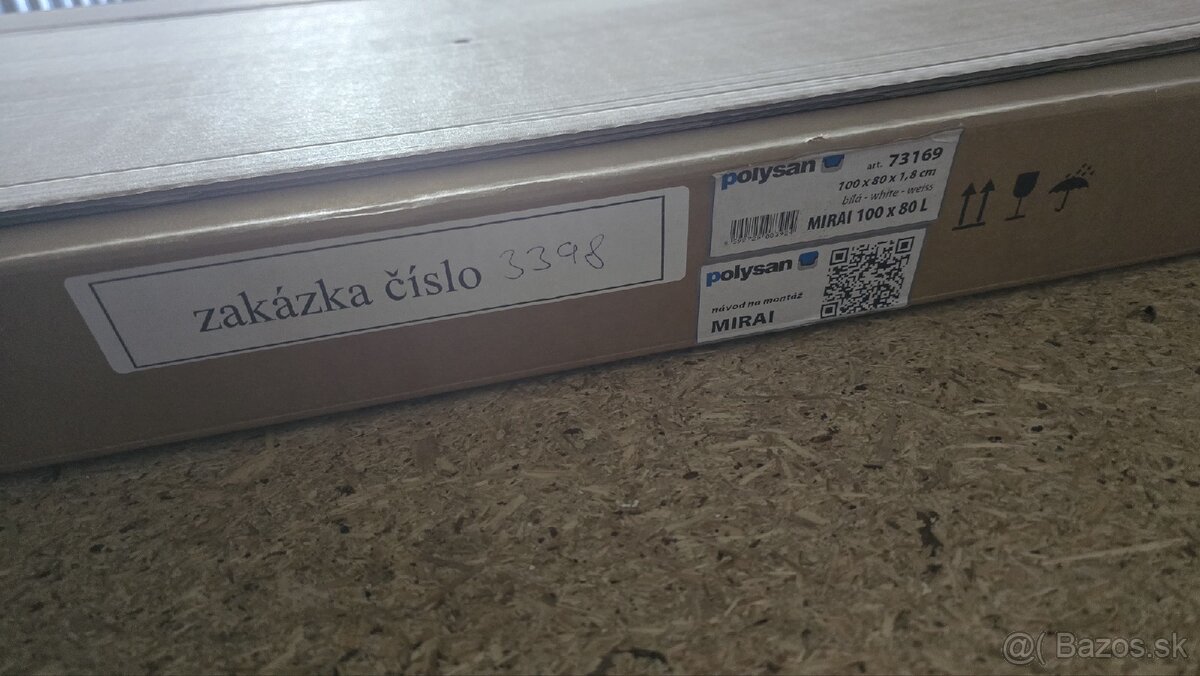 zakázka číslo 3398
polysan
art. 73169
100 x 80 x 1,8 cm
bílá - white - weiss
MIRAI 100 x 80 L
polysan
návod na montáž
MIRAI
@( Bazos.sk